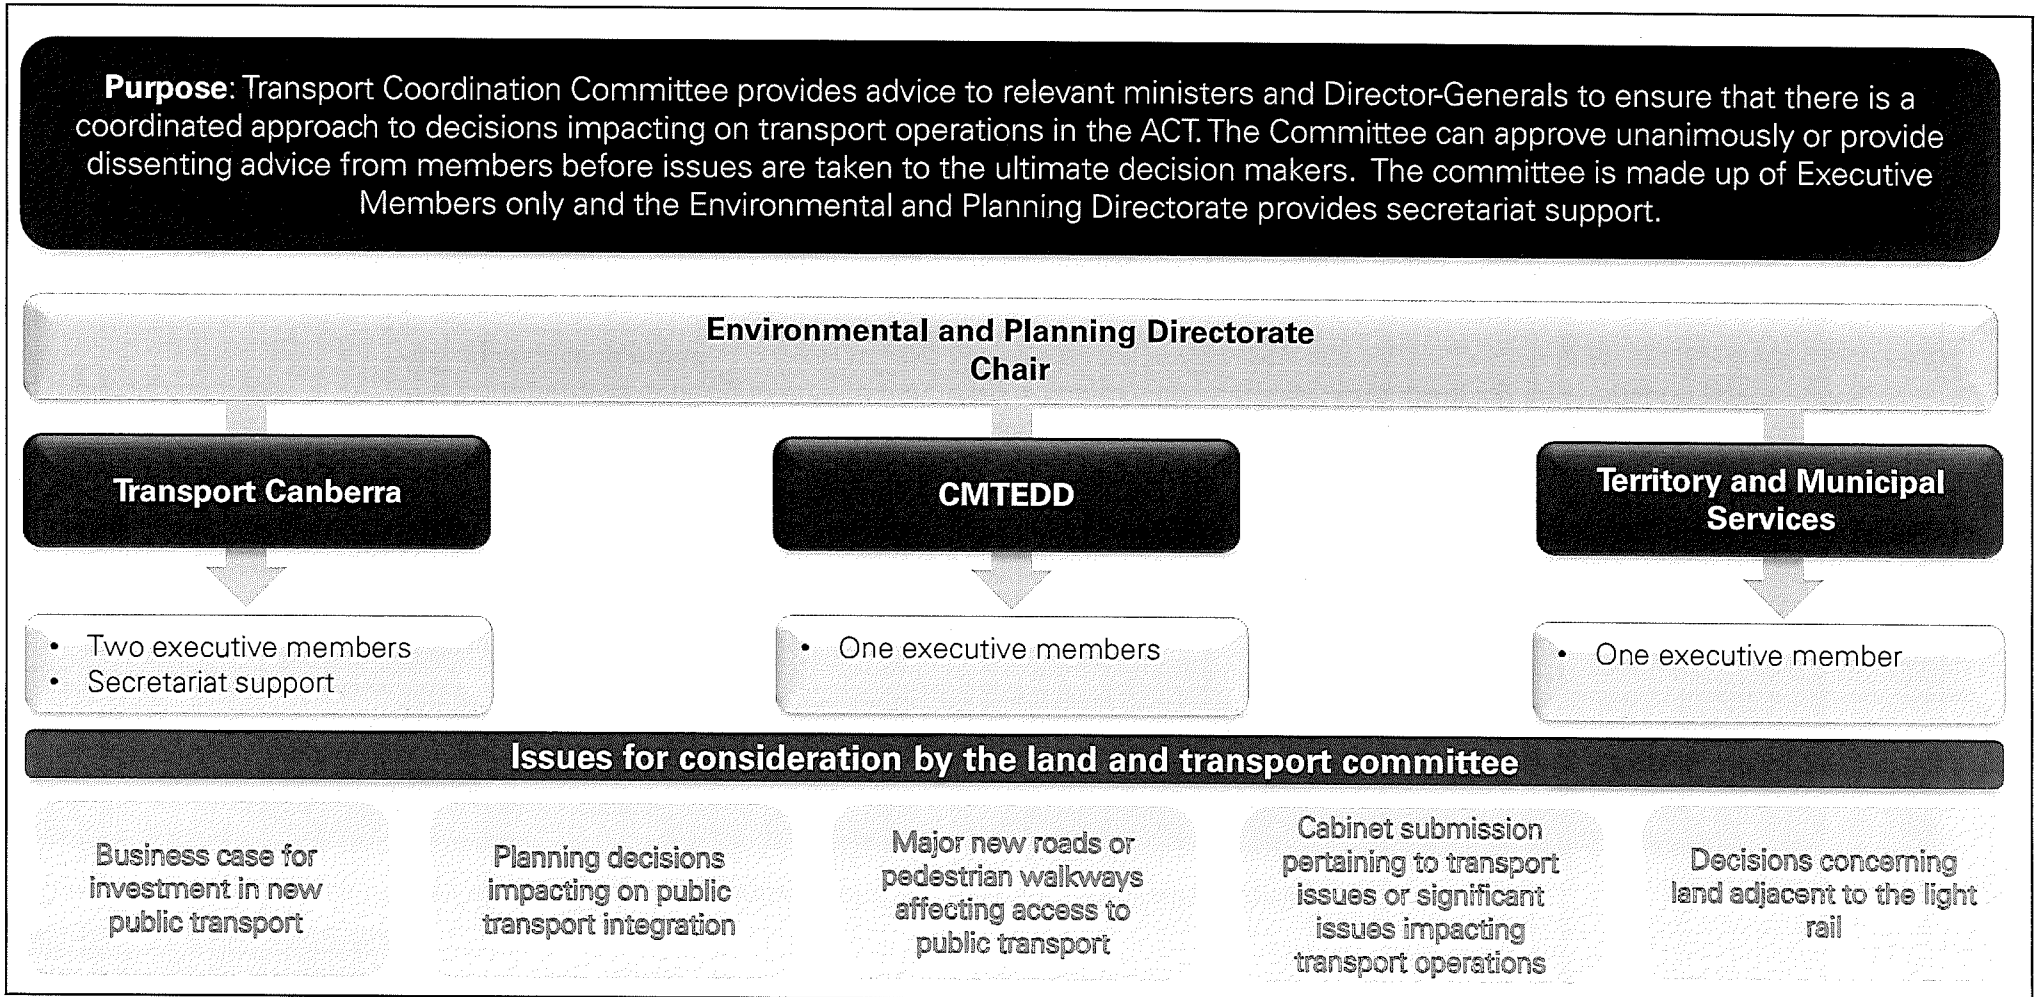 Purpose: Transport Coordination Committee provides advice to relevant ministers and Director-Generals to ensure that there is a
coordinated approach to decisions impacting on transport operations in the ACT. The Committee can approve unanimously or provide
dissenting advice from members before issues are taken to the ultimate decision makers. The committee is made up of Executive
Members only and the Environmental and Planning Directorate provides secretariat support.
Environmental and Planning Directorate
Chair
Transport Canberra
CMTEDD
Territory and Municipal
Services
• Two executive members
• Secretariat support
• One executive members
• One executive member
Issues for consideration by the land and transport committee
Business case for
investment in new
public transport
Planning decisions
impacting on public
transport integration
Major new roads or
pedestrian walkways
affecting access to
public transport
Cabinet submission
pertaining to transport
issues or significant
issues impacting
transport operations
Decisions concerning
land adjacent to the light
rail